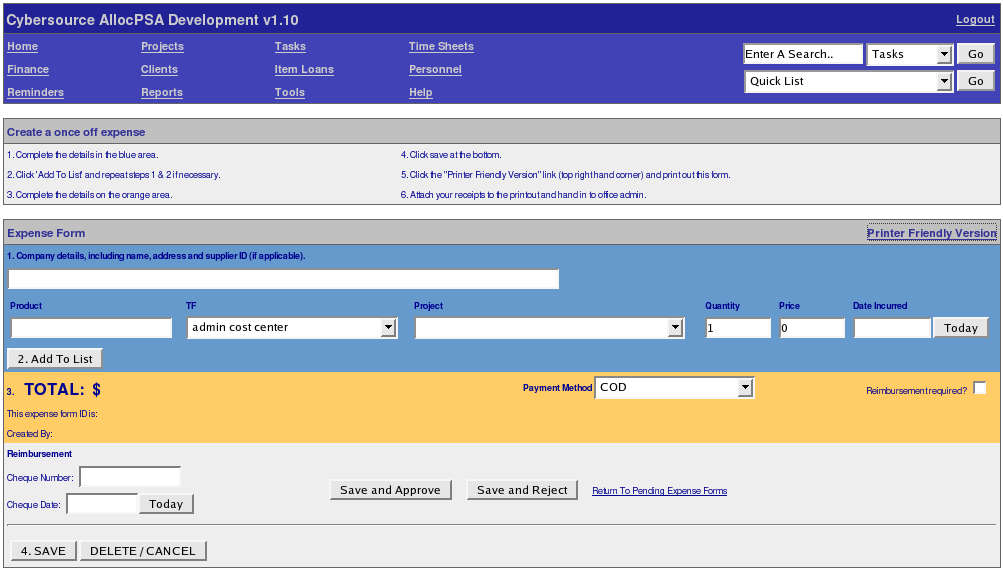 Cybersource AllocPSA Development v1.10 Logout
Home Projects Tasks Time Sheets
Enter A Search.. Tasks Go
Finance Clients Item Loans Personnel
Quick List Go
Reminders Reports Tools Help
Create a once off expense
1. Complete the details in the blue area.
2. Click 'Add To List' and repeat steps 1 & 2 if necessary.
3. Complete the details on the orange area.
4. Click save at the bottom.
5. Click the "Printer Friendly Version" link (top right hand corner) and print out this form.
6. Attach your receipts to the printout and hand in to office admin.
Expense Form Printer Friendly Version
1. Company details, including name, address and supplier ID (if applicable).
Product TF Project Quantity Price Date Incurred
admin cost center 1 0 Today
2. Add To List
3. TOTAL: $ Payment Method COD Reimbursement required?
This expense form ID is:
Created By:
Reimbursement
Cheque Number:
Save and Approve Save and Reject Return To Pending Expense Forms
Cheque Date: Today
4. SAVE DELETE / CANCEL